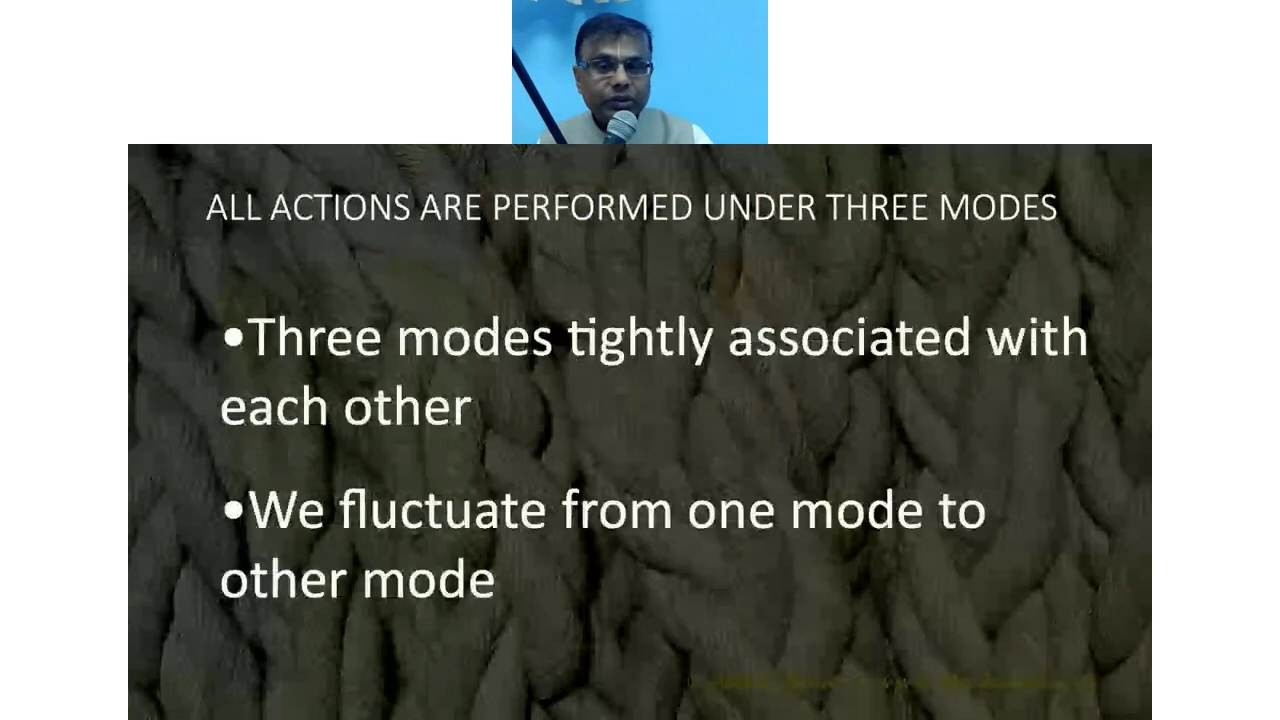 ALL ACTIONS ARE PERFORMED UNDER THREE MODES
•Three modes tightly associated with
each other
•We fluctuate from one mode to
other mode